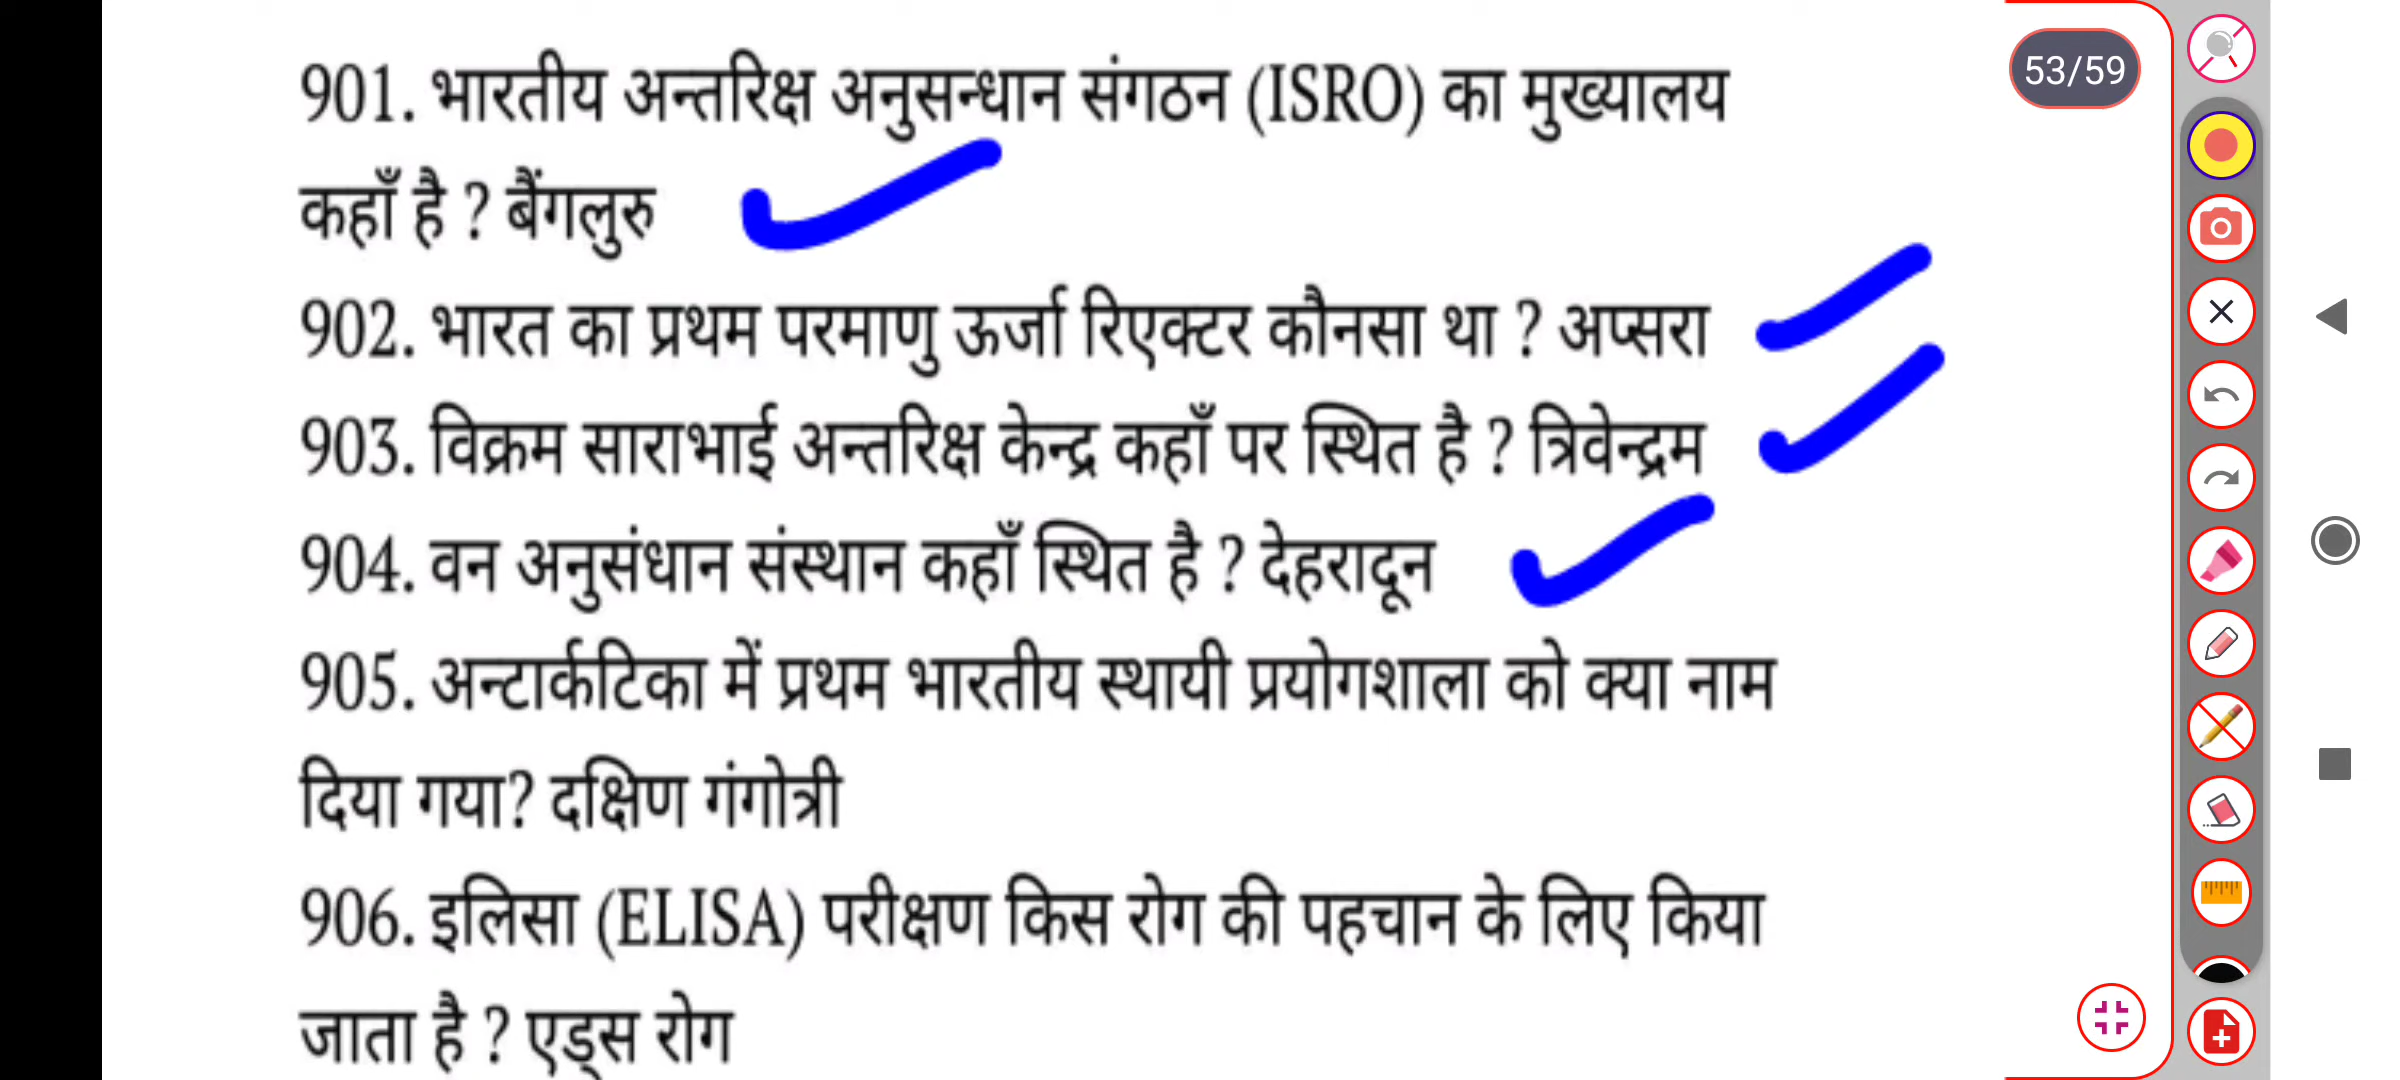 901. भारतीय अन्तरिक्ष अनुसन्धान संगठन (ISRO) का मुख्यालय
53/59
कहाँ है ? बैंगलुरु
902. भारत का प्रथम परमाणु ऊर्जा रिएक्टर कौनसा था ? अप्सरा
903. विक्रम साराभाई अन्तरिक्ष केन्द्र कहाँ पर स्थित है ? त्रिवेन्द्रम
904. वन अनुसंधान संस्थान कहाँ स्थित है ? देहरादून
905. अन्टार्कटिका में प्रथम भारतीय स्थायी प्रयोगशाला को क्या नाम
दिया गया? दक्षिण गंगोत्री
906. इलिसा (ELISA) परीक्षण किस रोग की पहचान के लिए किया
जाता है ? एड्स रोग